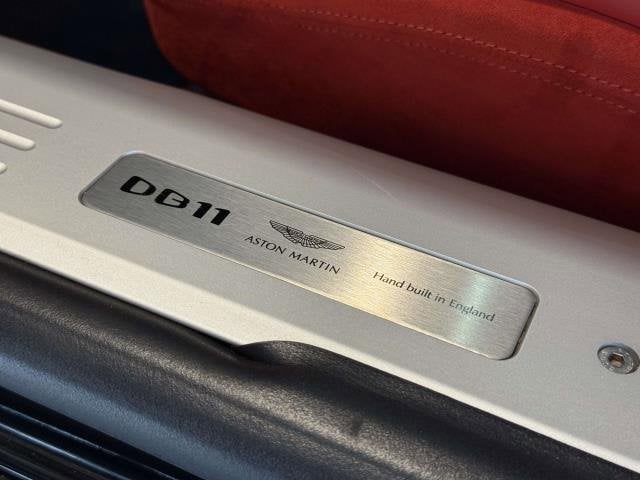 DB11
ASTON MARTIN
Hand built in England